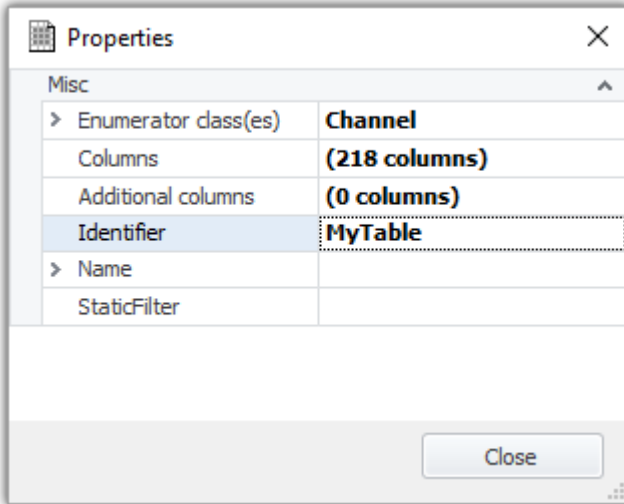 Properties
Misc
Enumerator class(es) Channel
Columns (218 columns)
Additional columns (0 columns)
Identifier MyTable
Name
StaticFilter
Close